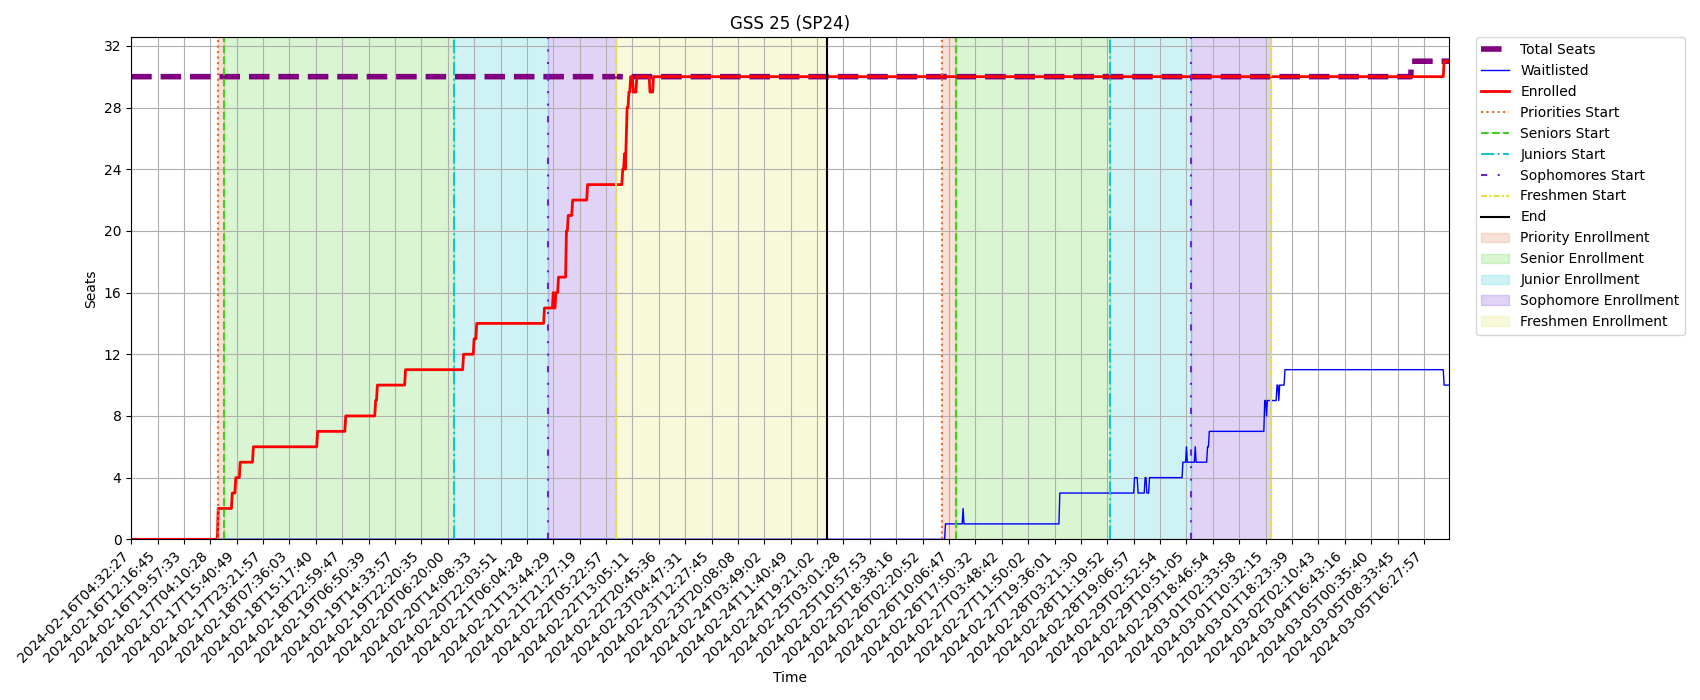 GSS 25 (SP24)
Total Seats
Waitlisted
Enrolled
Priorities Start
Seniors Start
Juniors Start
Sophomores Start
Freshmen Start
End
Priority Enrollment
Senior Enrollment
Junior Enrollment
Sophomore Enrollment
Freshmen Enrollment
Seats
32
28
24
20
16
12
8
4
0
2024-02-16T04:32:27
2024-02-16T12:16:45
2024-02-16T19:57:33
2024-02-17T04:10:28
2024-02-17T15:40:49
2024-02-17T23:21:57
2024-02-18T07:36:03
2024-02-18T15:17:40
2024-02-18T22:59:47
2024-02-19T06:50:39
2024-02-19T14:33:57
2024-02-19T22:20:35
2024-02-20T06:20:00
2024-02-20T14:08:33
2024-02-20T22:03:51
2024-02-21T06:04:28
2024-02-21T13:44:29
2024-02-21T21:27:19
2024-02-22T05:22:57
2024-02-22T13:05:11
2024-02-22T20:45:36
2024-02-23T04:47:31
2024-02-23T12:27:45
2024-02-23T20:08:08
2024-02-24T03:49:02
2024-02-24T11:40:49
2024-02-24T19:21:02
2024-02-25T03:01:28
2024-02-25T10:57:53
2024-02-25T18:38:16
2024-02-26T02:20:52
2024-02-26T10:06:47
2024-02-26T17:50:32
2024-02-27T03:48:42
2024-02-27T11:50:02
2024-02-27T19:36:01
2024-02-28T03:21:30
2024-02-28T11:19:52
2024-02-28T19:06:57
2024-02-29T02:52:54
2024-02-29T10:51:05
2024-02-29T18:46:54
2024-03-01T02:33:58
2024-03-01T10:32:15
2024-03-01T18:23:39
2024-03-02T02:10:43
2024-03-04T16:43:16
2024-03-05T00:35:40
2024-03-05T08:33:45
2024-03-05T16:27:57
Time